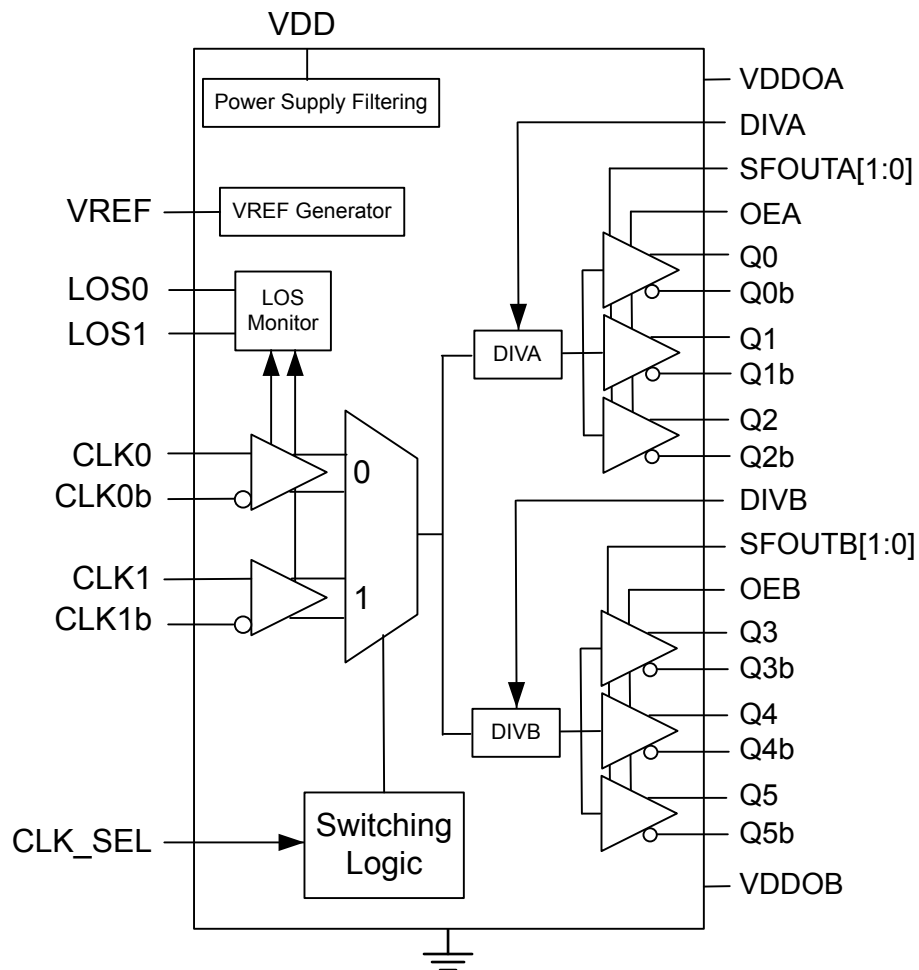 VDD
Power Supply Filtering
VDDOA
DIVA
SFOUTA[1:0]
VREF
VREF Generator
OEA
Q0
Q0b
LOS0
LOS1
LOS
Monitor
DIVA
Q1
Q1b
Q2
Q2b
CLK0
CLK0b
0
DIVB
SFOUTB[1:0]
CLK1
CLK1b
1
OEB
Q3
Q3b
DIVB
Q4
Q4b
Q5
Q5b
CLK_SEL
Switching
Logic
VDDOB